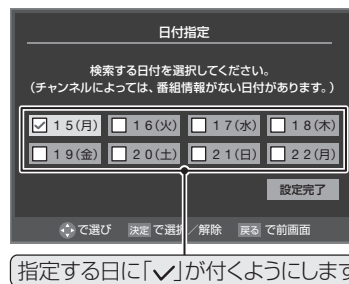 日付指定
検索する日付を選択してください。
(チャンネルによっては、番組情報がない日付があります。)
15(月) 16(火) 17(水) 18(木)
19(金) 20(土) 21(日) 22(月)
設定完了
で選び 決定 で選択/解除 戻る で前画面
指定する日に「✓」が付くようにします